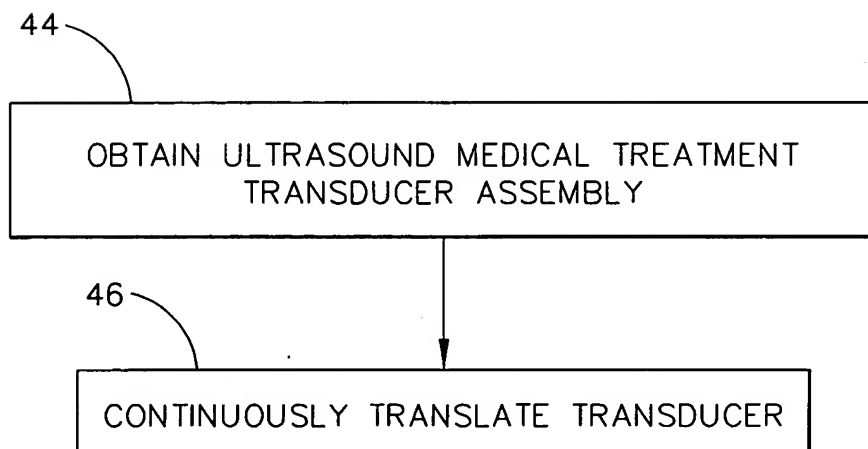 44
OBTAIN ULTRASOUND MEDICAL TREATMENT
TRANSDUCER ASSEMBLY
46
CONTINUOUSLY TRANSLATE TRANSDUCER